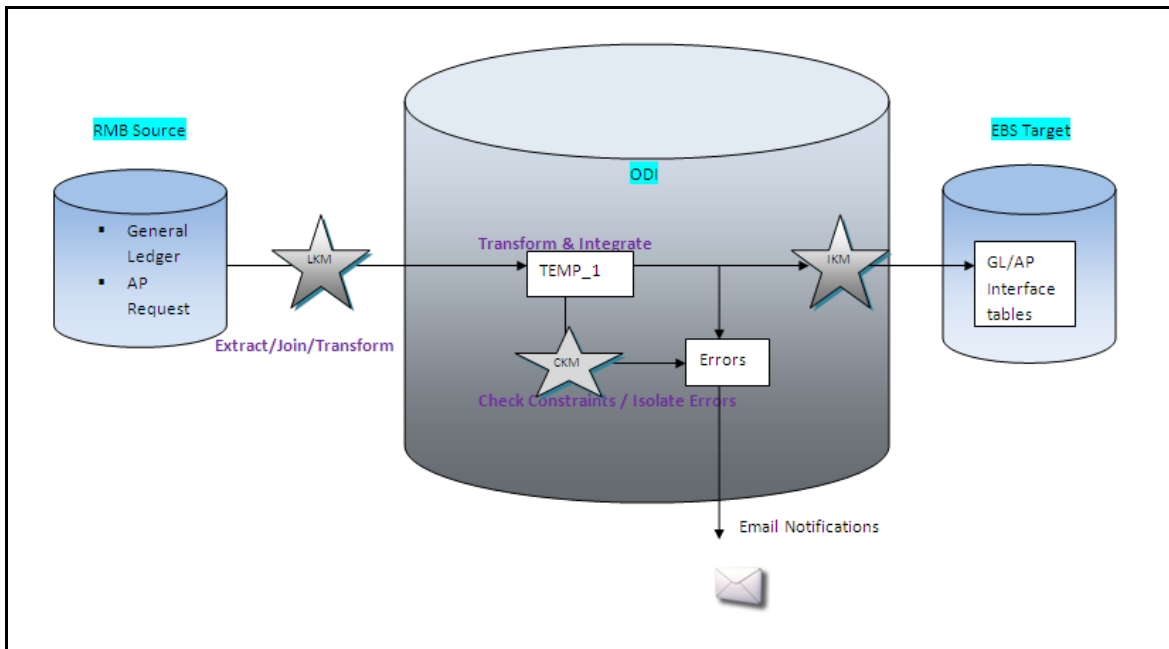 RMB Source
▪ General
Ledger
▪ AP
Request
LKM
Extract/Join/Transform
ODI
Transform & Integrate
TEMP_1
IKM
CKM
Errors
Check Constraints / Isolate Errors
Email Notifications
EBS Target
GL/AP
Interface
tables